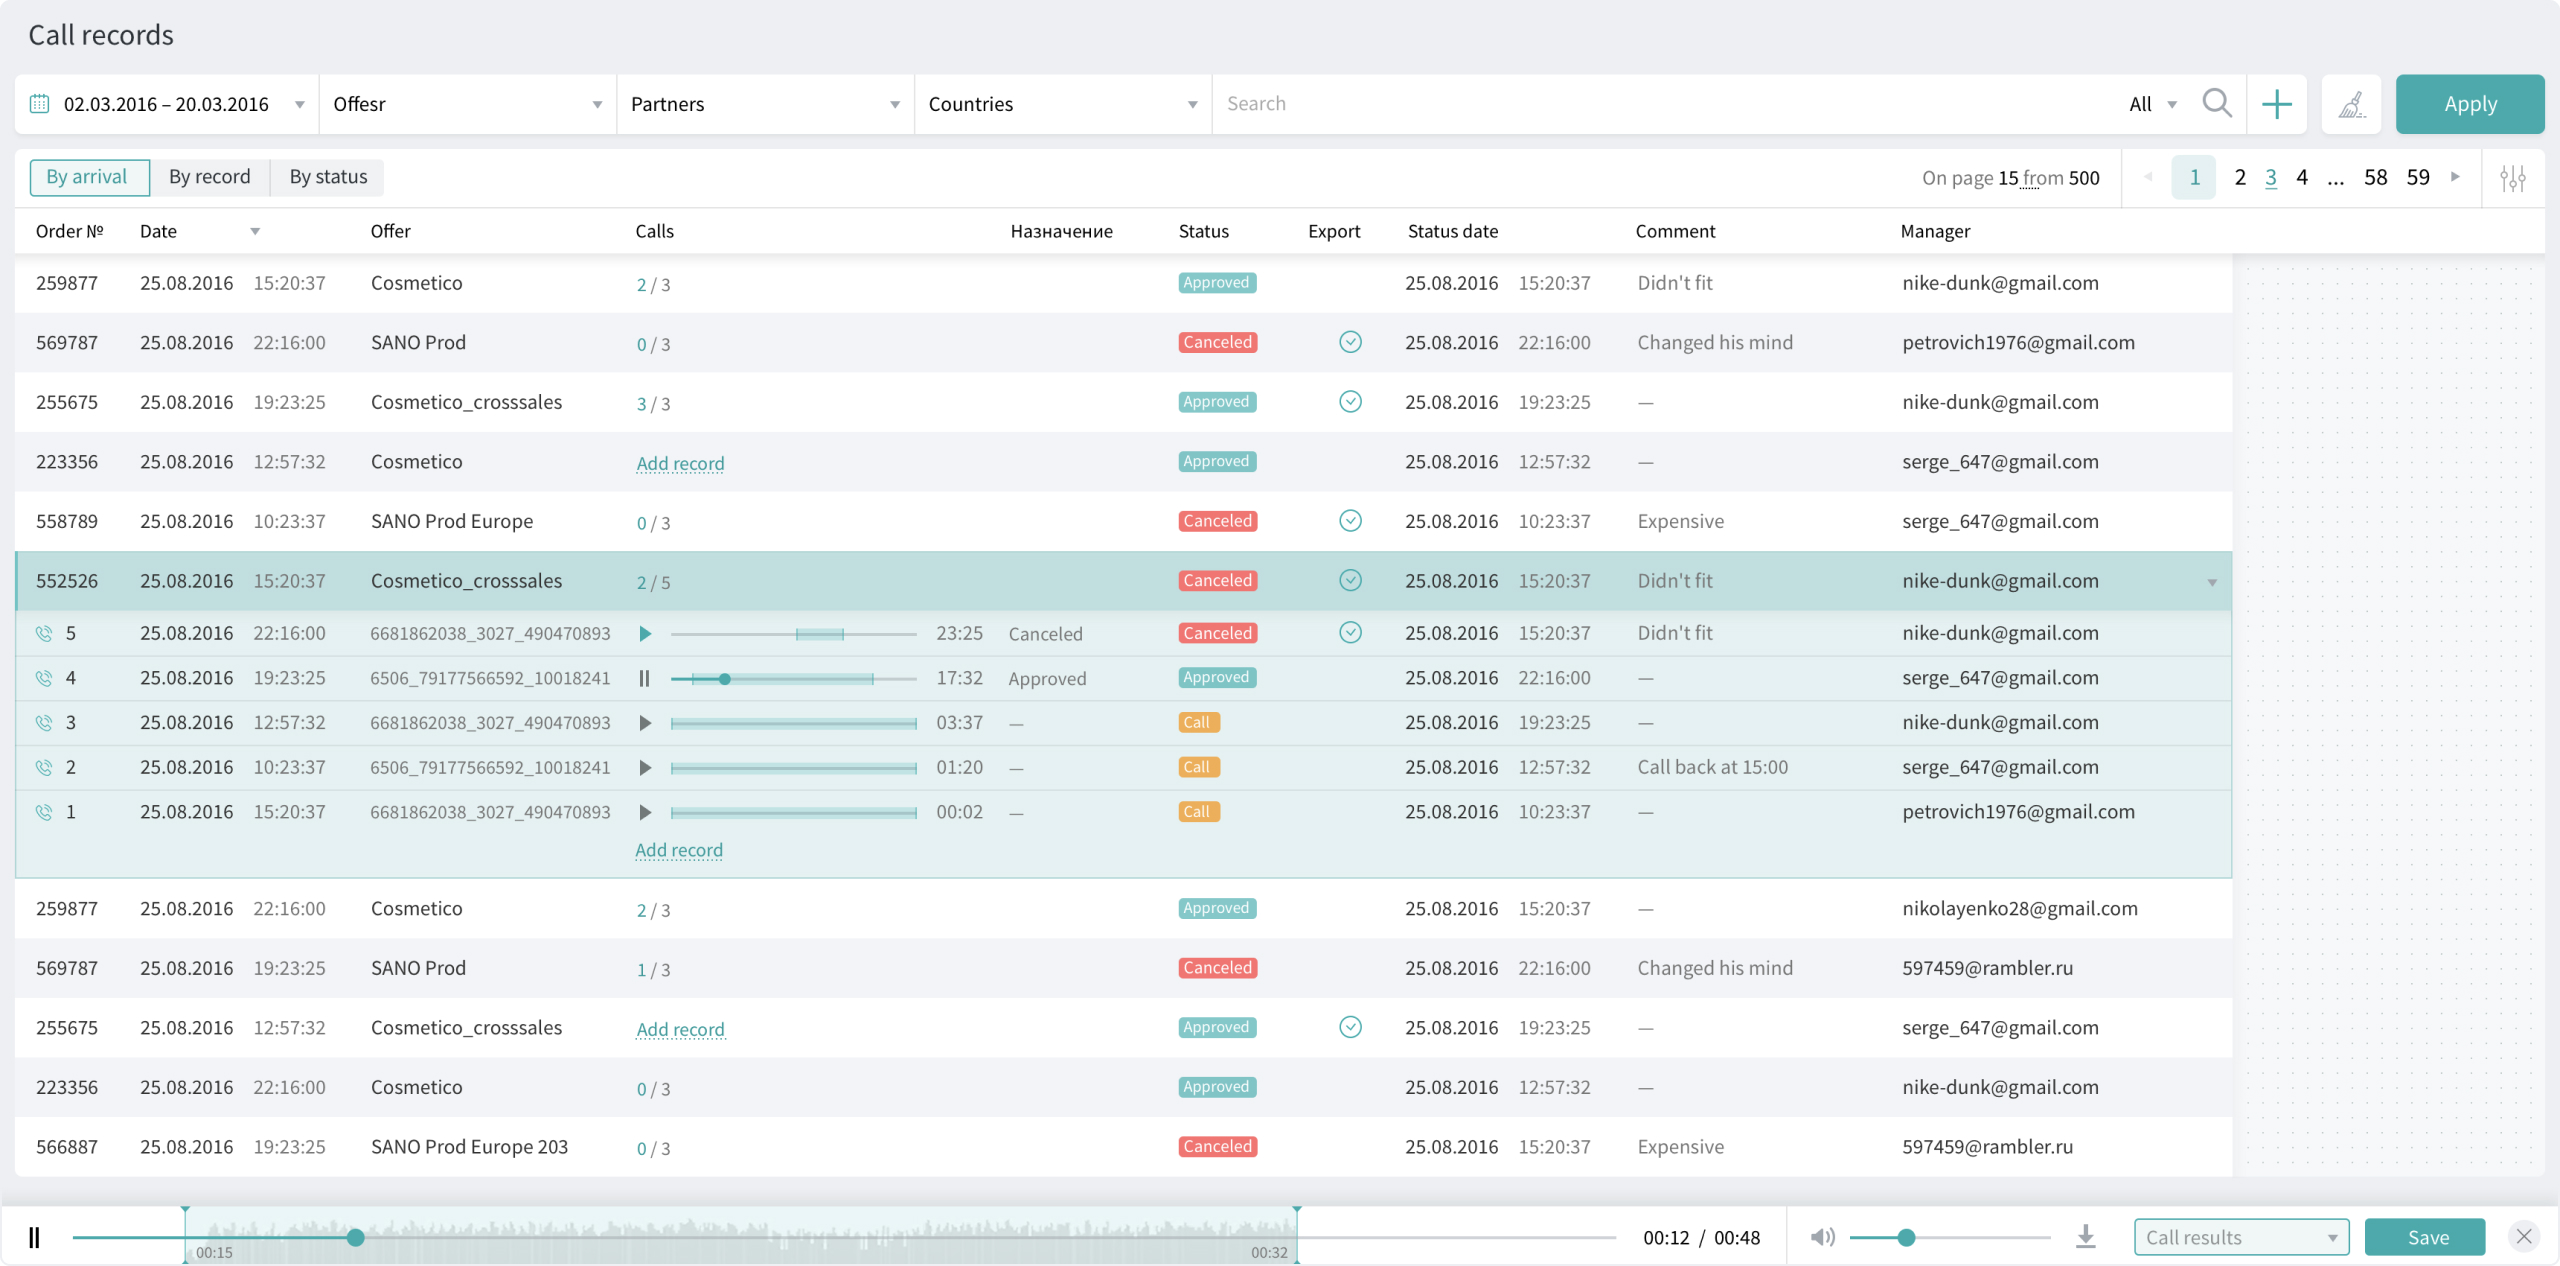 Call records
02.03.2016 – 20.03.2016 Offesr Partners Countries Search All Apply
By arrival By record By status On page 15 from 500 1 2 3 4 ... 58 59
Order № Date Offer Calls Назначение Status Export Status date Comment Manager
259877 25.08.2016 15:20:37 Cosmetico 2 / 3 Approved 25.08.2016 15:20:37 Didn't fit nike-dunk@gmail.com
569787 25.08.2016 22:16:00 SANO Prod 0 / 3 Canceled 25.08.2016 22:16:00 Changed his mind petrovich1976@gmail.com
255675 25.08.2016 19:23:25 Cosmetico_crosssales 3 / 3 Approved 25.08.2016 19:23:25 — nike-dunk@gmail.com
223356 25.08.2016 12:57:32 Cosmetico Add record Approved 25.08.2016 12:57:32 — serge_647@gmail.com
558789 25.08.2016 10:23:37 SANO Prod Europe 0 / 3 Canceled 25.08.2016 10:23:37 Expensive serge_647@gmail.com
552526 25.08.2016 15:20:37 Cosmetico_crosssales 2 / 5 Canceled 25.08.2016 15:20:37 Didn't fit nike-dunk@gmail.com
5 25.08.2016 22:16:00 6681862038_3027_490470893 23:25 Canceled Canceled 25.08.2016 15:20:37 Didn't fit nike-dunk@gmail.com
4 25.08.2016 19:23:25 6506_79177566592_10018241 17:32 Approved Approved 25.08.2016 22:16:00 — serge_647@gmail.com
3 25.08.2016 12:57:32 6681862038_3027_490470893 03:37 — Call 25.08.2016 19:23:25 — nike-dunk@gmail.com
2 25.08.2016 10:23:37 6506_79177566592_10018241 01:20 — Call 25.08.2016 12:57:32 Call back at 15:00 serge_647@gmail.com
1 25.08.2016 15:20:37 6681862038_3027_490470893 00:02 — Call 25.08.2016 10:23:37 — petrovich1976@gmail.com
Add record
259877 25.08.2016 22:16:00 Cosmetico 2 / 3 Approved 25.08.2016 15:20:37 — nikolayenko28@gmail.com
569787 25.08.2016 19:23:25 SANO Prod 1 / 3 Canceled 25.08.2016 22:16:00 Changed his mind 597459@rambler.ru
255675 25.08.2016 12:57:32 Cosmetico_crosssales Add record Approved 25.08.2016 19:23:25 — serge_647@gmail.com
223356 25.08.2016 22:16:00 Cosmetico 0 / 3 Approved 25.08.2016 12:57:32 — nike-dunk@gmail.com
566887 25.08.2016 19:23:25 SANO Prod Europe 203 0 / 3 Canceled 25.08.2016 15:20:37 Expensive 597459@rambler.ru
00:15 00:32 00:12 / 00:48 Call results Save